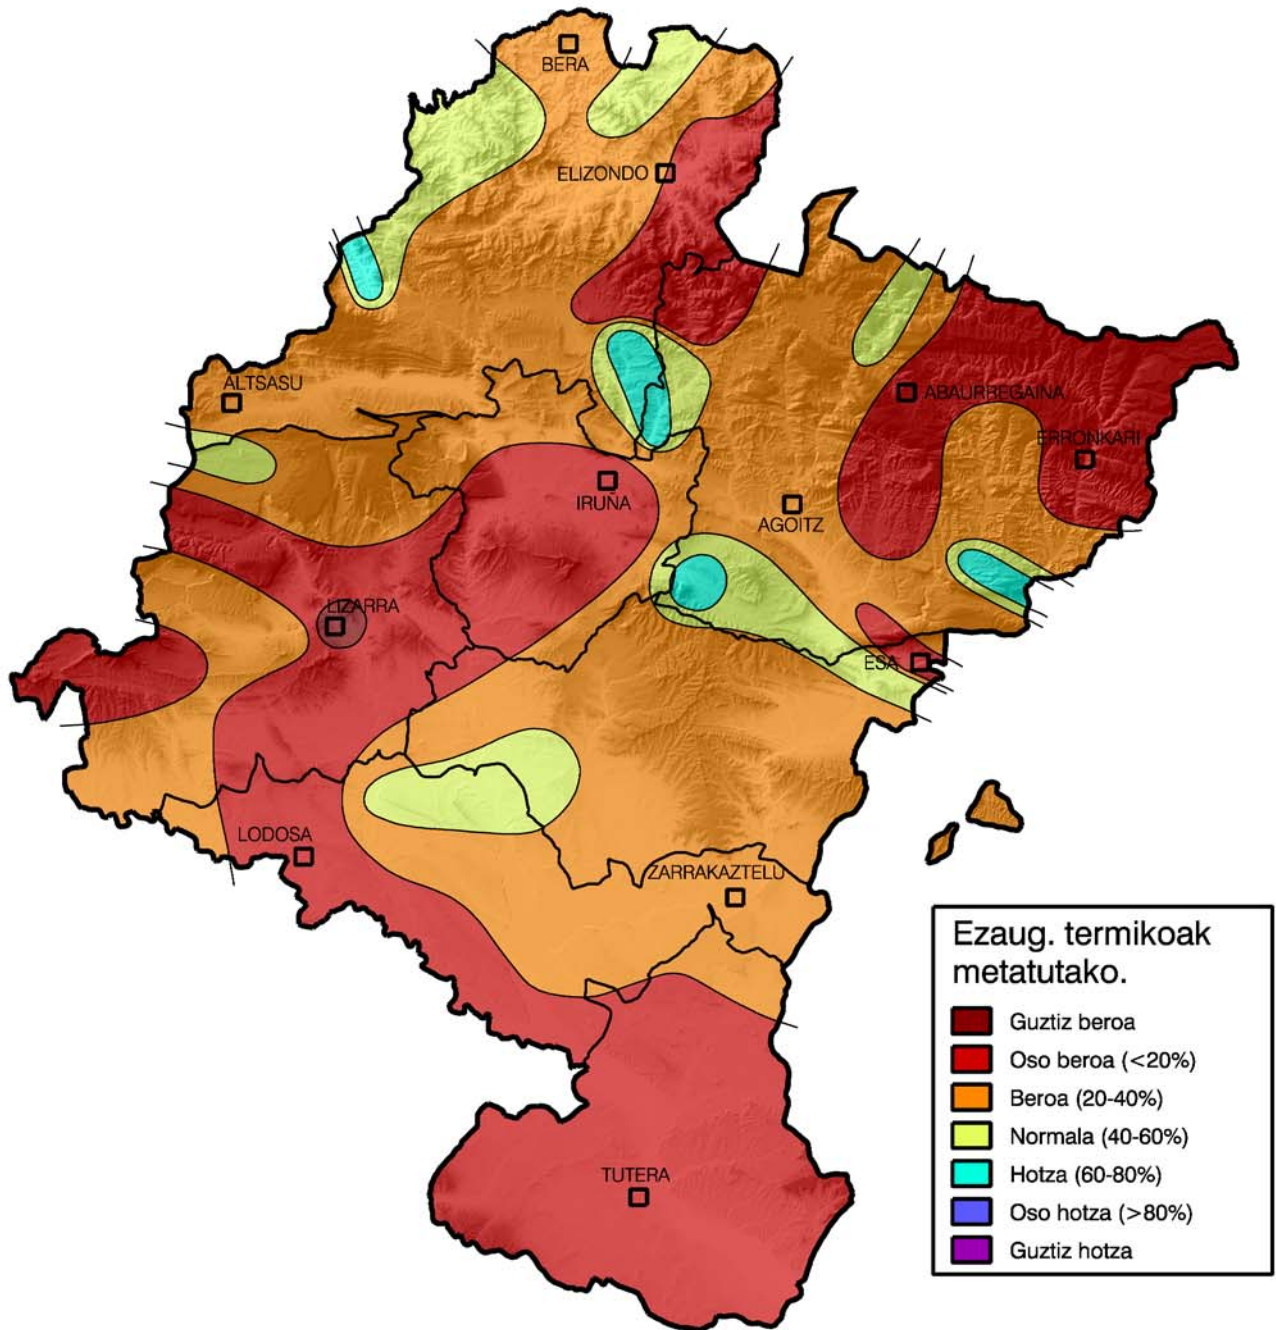 BERA
ELIZONDO
ALTSASU
ABAURREGAINA
ERRONKARI
IRUÑA
AGOITZ
LIZARRA
ESA
LODOSA
ZARRAKAZTELU
TUTERA
Ezaug. termikoak
metatutako.
Guztiz beroa
Oso beroa (<20%)
Beroa (20-40%)
Normala (40-60%)
Hotza (60-80%)
Oso hotza (>80%)
Guztiz hotza